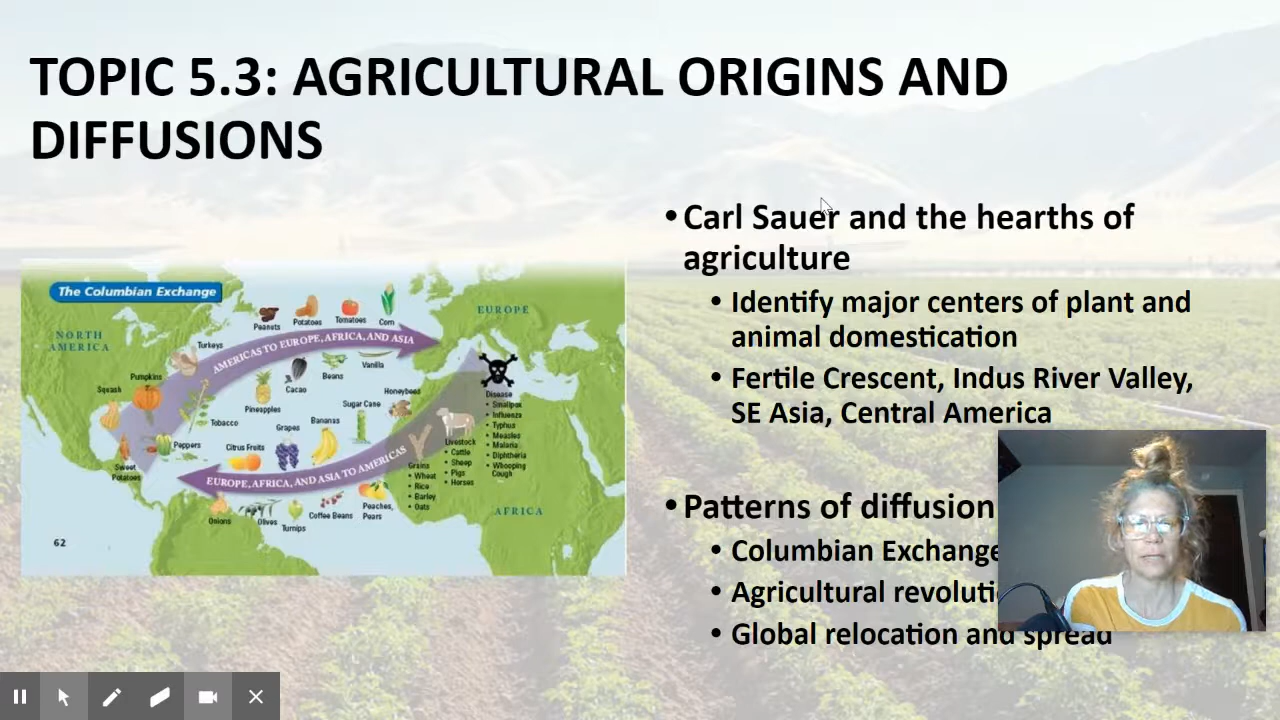 TOPIC 5.3: AGRICULTURAL ORIGINS AND
DIFFUSIONS
• Carl Sauer and the hearths of
agriculture
• Identify major centers of plant and
animal domestication
• Fertile Crescent, Indus River Valley,
SE Asia, Central America
• Patterns of diffusion
• Columbian Exchange
• Agricultural
• Global relocation and spread
The Columbian Exchange
NORTH
AMERICA
EUROPE
AFRICA
AMERICAS TO EUROPE, AFRICA, AND ASIA
Peanuts
Potatoes
Tomatoes
Corn
Turkeys
Pumpkins
Squash
Vanilla
Beans
Cacao
Pineapples
Tobacco
Peppers
Sweet
Potatoes
Honeybees
Sugar Cane
Bananas
Grapes
Citrus Fruits
EUROPE, AFRICA, AND ASIA TO AMERICAS
Onions
Olives
Turnips
Coffee Beans
Peaches,
Pears
Grains
• Wheat
• Rice
• Barley
• Oats
Livestock
• Cattle
• Sheep
• Pigs
• Horses
Disease
• Smallpox
• Influenza
• Typhus
• Measles
• Malaria
• Diphtheria
• Whooping
Cough
62